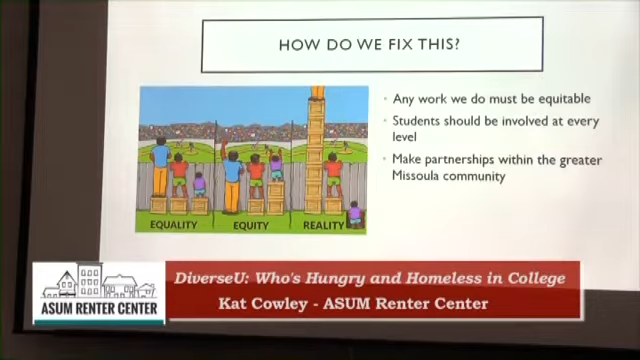 HOW DO WE FIX THIS?
• Any work we do must be equitable
• Students should be involved at every
level
• Make partnerships within the greater
Missoula community
EQUALITY
EQUITY
REALITY
DiverseU: Who's Hungry and Homeless in College
Kat Cowley - ASUM Renter Center
ASUM RENTER CENTER